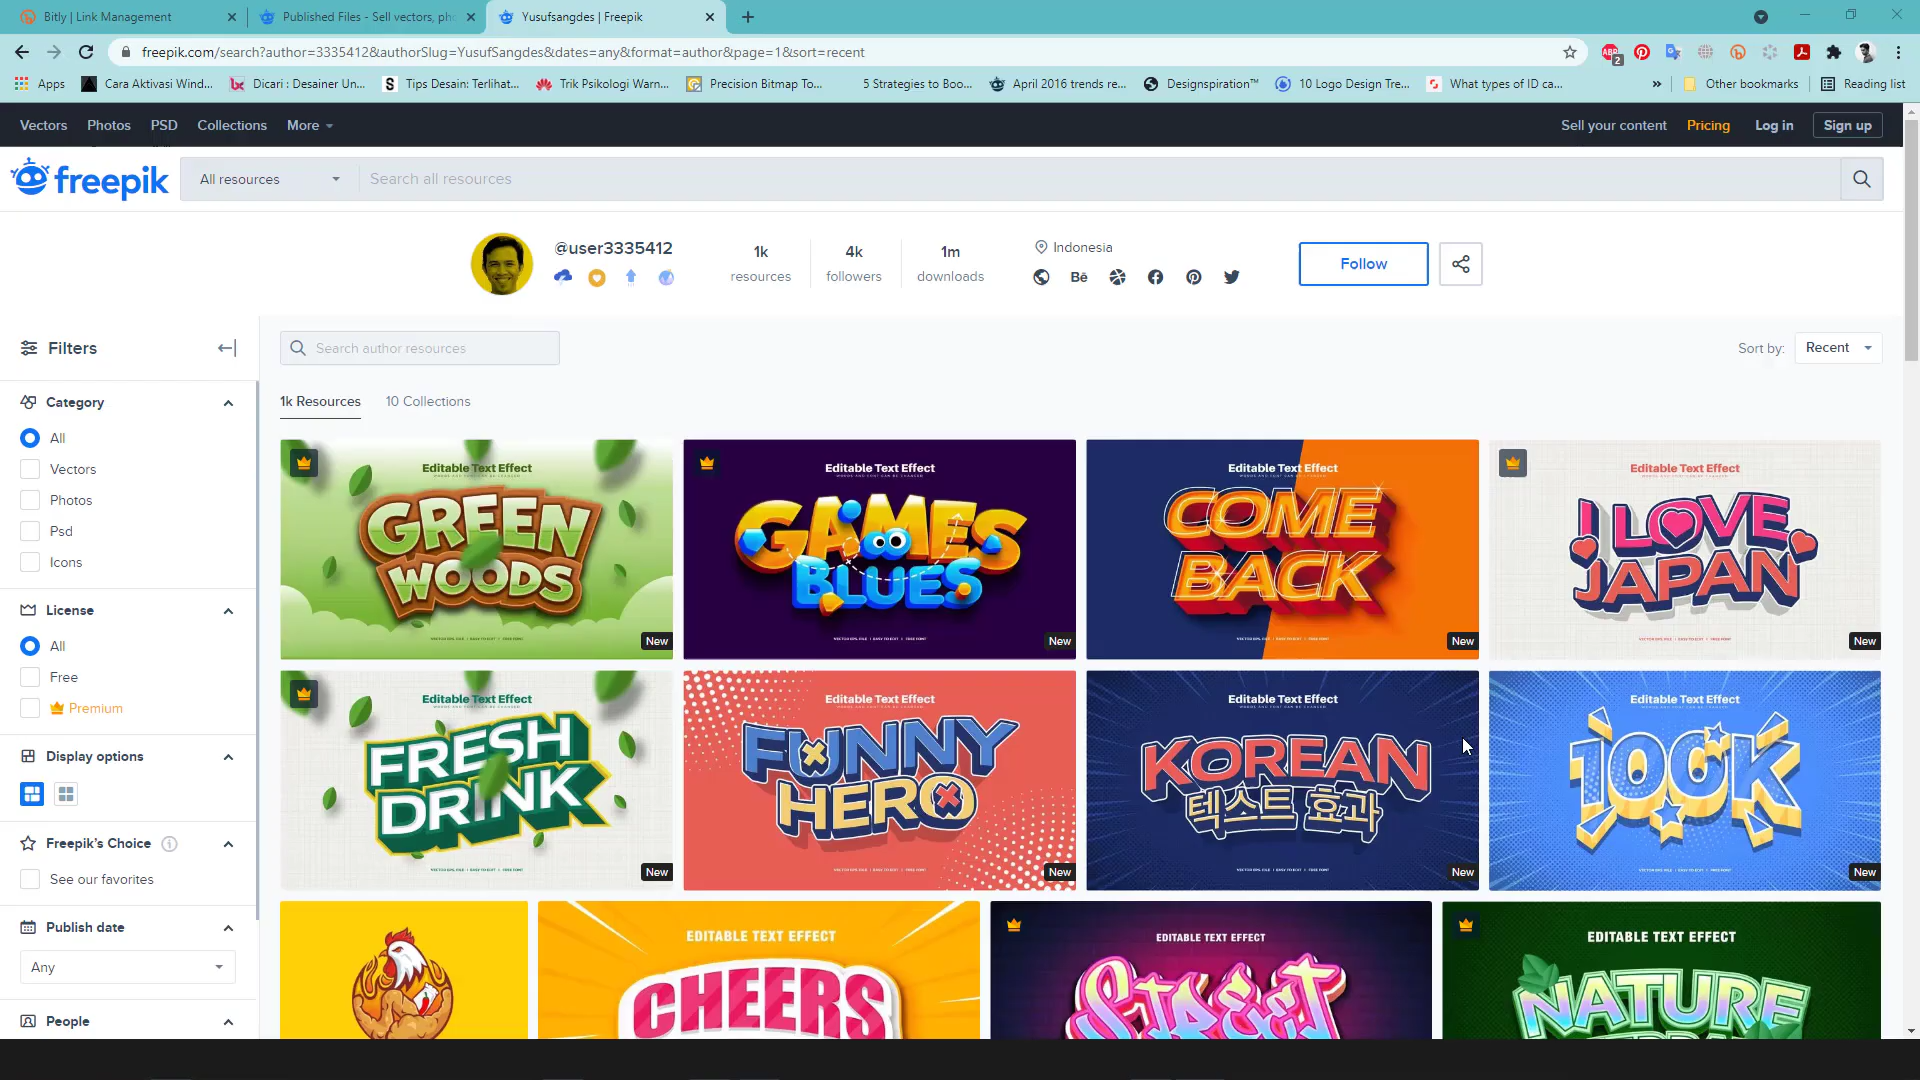 Bitly | Link Management
Published Files - Sell vectors, pho
Yusufsangdes | Freepik
freepik.com/search?author=3335412&authorSlug=YusufSangdes&dates=any&format=author&page=1&sort=recent
ABP
2
Apps
Cara Aktivasi Wind...
Dicari : Desainer Un...
Tips Desain: Terlihat...
Trik Psikologi Warn...
Precision Bitmap To...
5 Strategies to Boo...
April 2016 trends re...
Designspiration™
10 Logo Design Tre...
What types of ID ca...
»
Other bookmarks
Reading list
Vectors
Photos
PSD
Collections
More
Sell your content
Pricing
Log in
Sign up
freepik
All resources
Search all resources
@user3335412
1k
resources
4k
followers
1m
downloads
Indonesia
Bē
Follow
Filters
Search author resources
Sort by:
Recent
Category
All
Vectors
Photos
Psd
Icons
License
All
Free
Premium
Display options
Freepik's Choice
See our favorites
Publish date
Any
People
1k Resources
10 Collections
Editable Text Effect
GREEN
WOODS
New
Editable Text Effect
GAMES
BLUES
New
Editable Text Effect
COME
BACK
New
Editable Text Effect
I LOVE
JAPAN
New
Editable Text Effect
FRESH
DRINK
New
Editable Text Effect
FUNNY
HERO
New
Editable Text Effect
KOREAN
텍스트 효과
New
Editable Text Effect
100K
New
EDITABLE TEXT EFFECT
CHEERS
EDITABLE TEXT EFFECT
STREET
EDITABLE TEXT EFFECT
NATURE